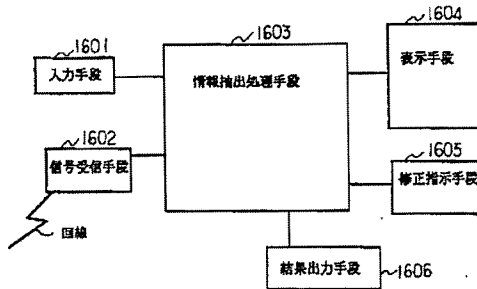 1601
入力手段
1602
信号受信手段
回線
1603
情報抽出処理手段
1604
表示手段
1605
修正指示手段
結果出力手段
1606